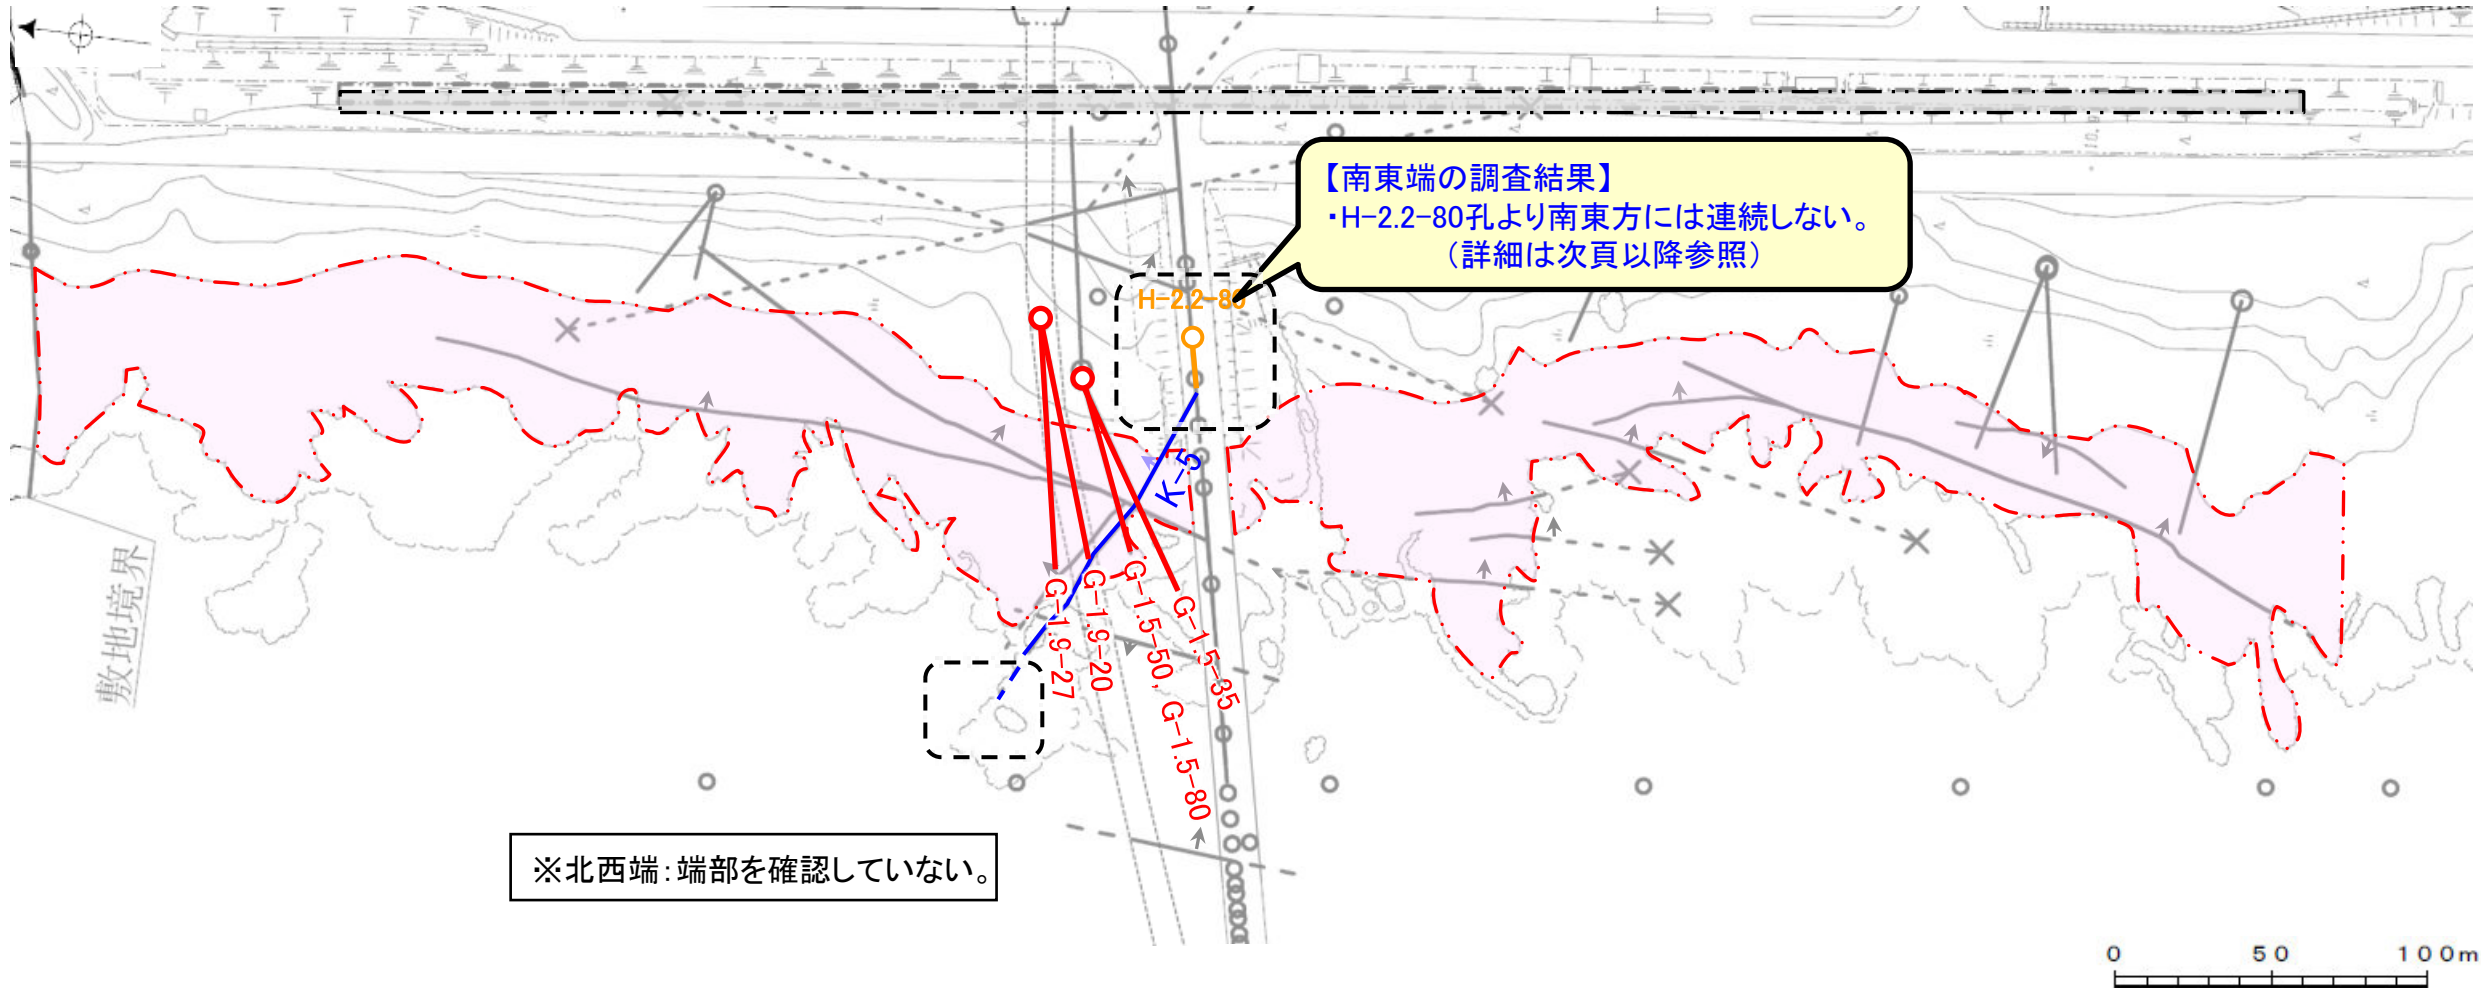 【南東端の調査結果】
・H-2.2-80孔より南東方には連続しない。
（詳細は次頁以降参照）
H-2.2-80
K-5
G-1.9-27
G-1.9-20
G-1.5-50, G-1.5-80
G-1.5-35
敷地境界
※北西端：端部を確認していない。
0 50 100m